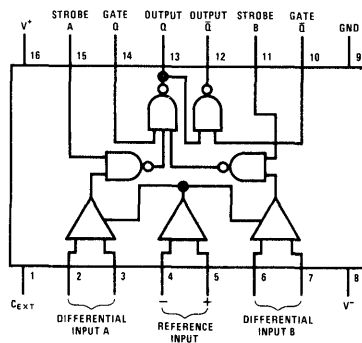 STROBE GATE OUTPUT OUTPUT STROBE GATE
V+ A Q Q Q̅ B Q̅ GND
16 15 14 13 12 11 10 9
1 2 3 4 5 6 7 8
− +
CEXT DIFFERENTIAL INPUT A REFERENCE INPUT DIFFERENTIAL INPUT B V−